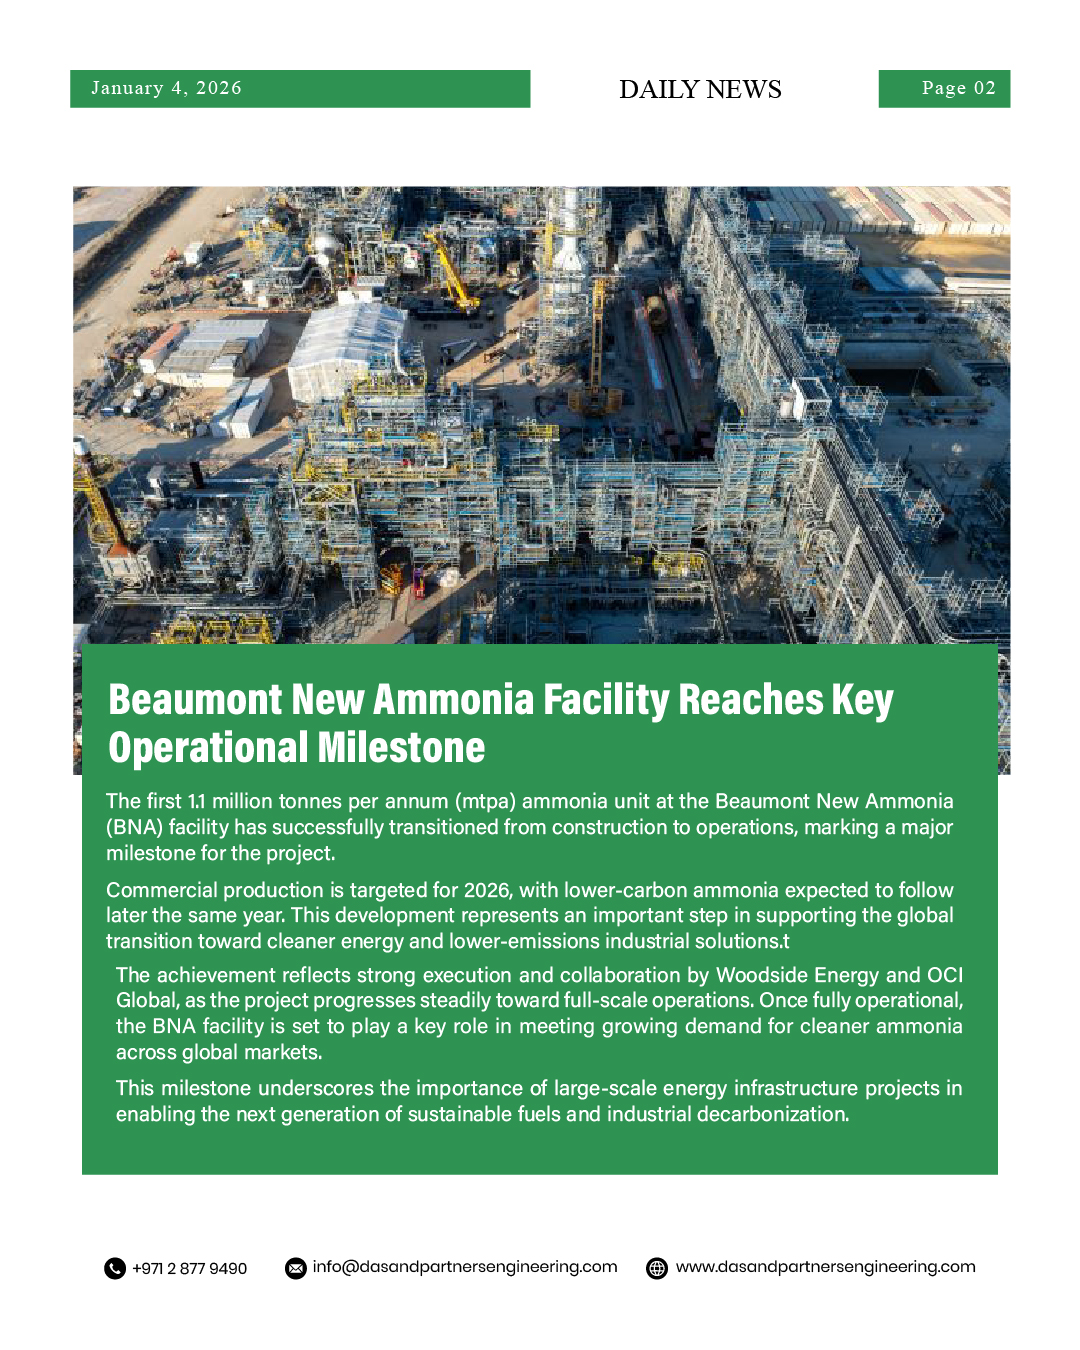 January 4, 2026
DAILY NEWS
Page 02
Beaumont New Ammonia Facility Reaches Key
Operational Milestone
The first 1.1 million tonnes per annum (mtpa) ammonia unit at the Beaumont New Ammonia
(BNA) facility has successfully transitioned from construction to operations, marking a major
milestone for the project.
Commercial production is targeted for 2026, with lower-carbon ammonia expected to follow
later the same year. This development represents an important step in supporting the global
transition toward cleaner energy and lower-emissions industrial solutions.t
The achievement reflects strong execution and collaboration by Woodside Energy and OCI
Global, as the project progresses steadily toward full-scale operations. Once fully operational,
the BNA facility is set to play a key role in meeting growing demand for cleaner ammonia
across global markets.
This milestone underscores the importance of large-scale energy infrastructure projects in
enabling the next generation of sustainable fuels and industrial decarbonization.
+971 2 877 9490
info@dasandpartnersengineering.com
www.dasandpartnersengineering.com